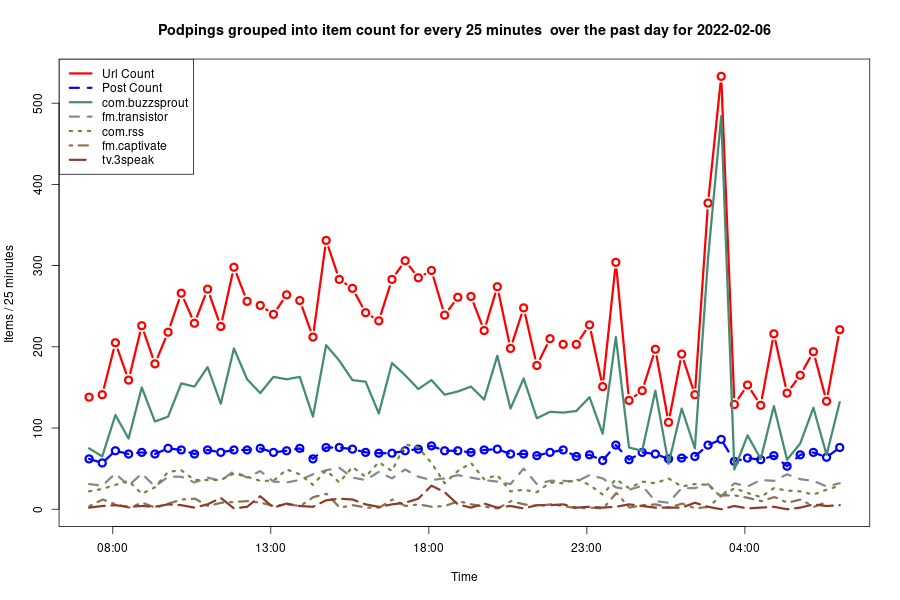 Podpings grouped into item count for every 25 minutes  over the past day for 2022-02-06
Url Count
Post Count
com.buzzsprout
fm.transistor
com.rss
fm.captivate
tv.3speak
Items / 25 minutes
500
400
300
200
100
0
08:00
13:00
18:00
23:00
04:00
Time